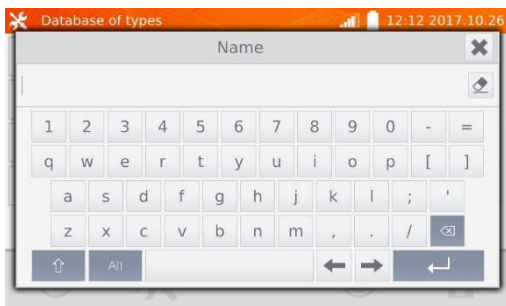 Database of types 12:12 2017.10.26
Name
1 2 3 4 5 6 7 8 9 0 - =
q w e r t y u i o p [ ]
a s d f g h j k l ; '
z x c v b n m , . /
Alt